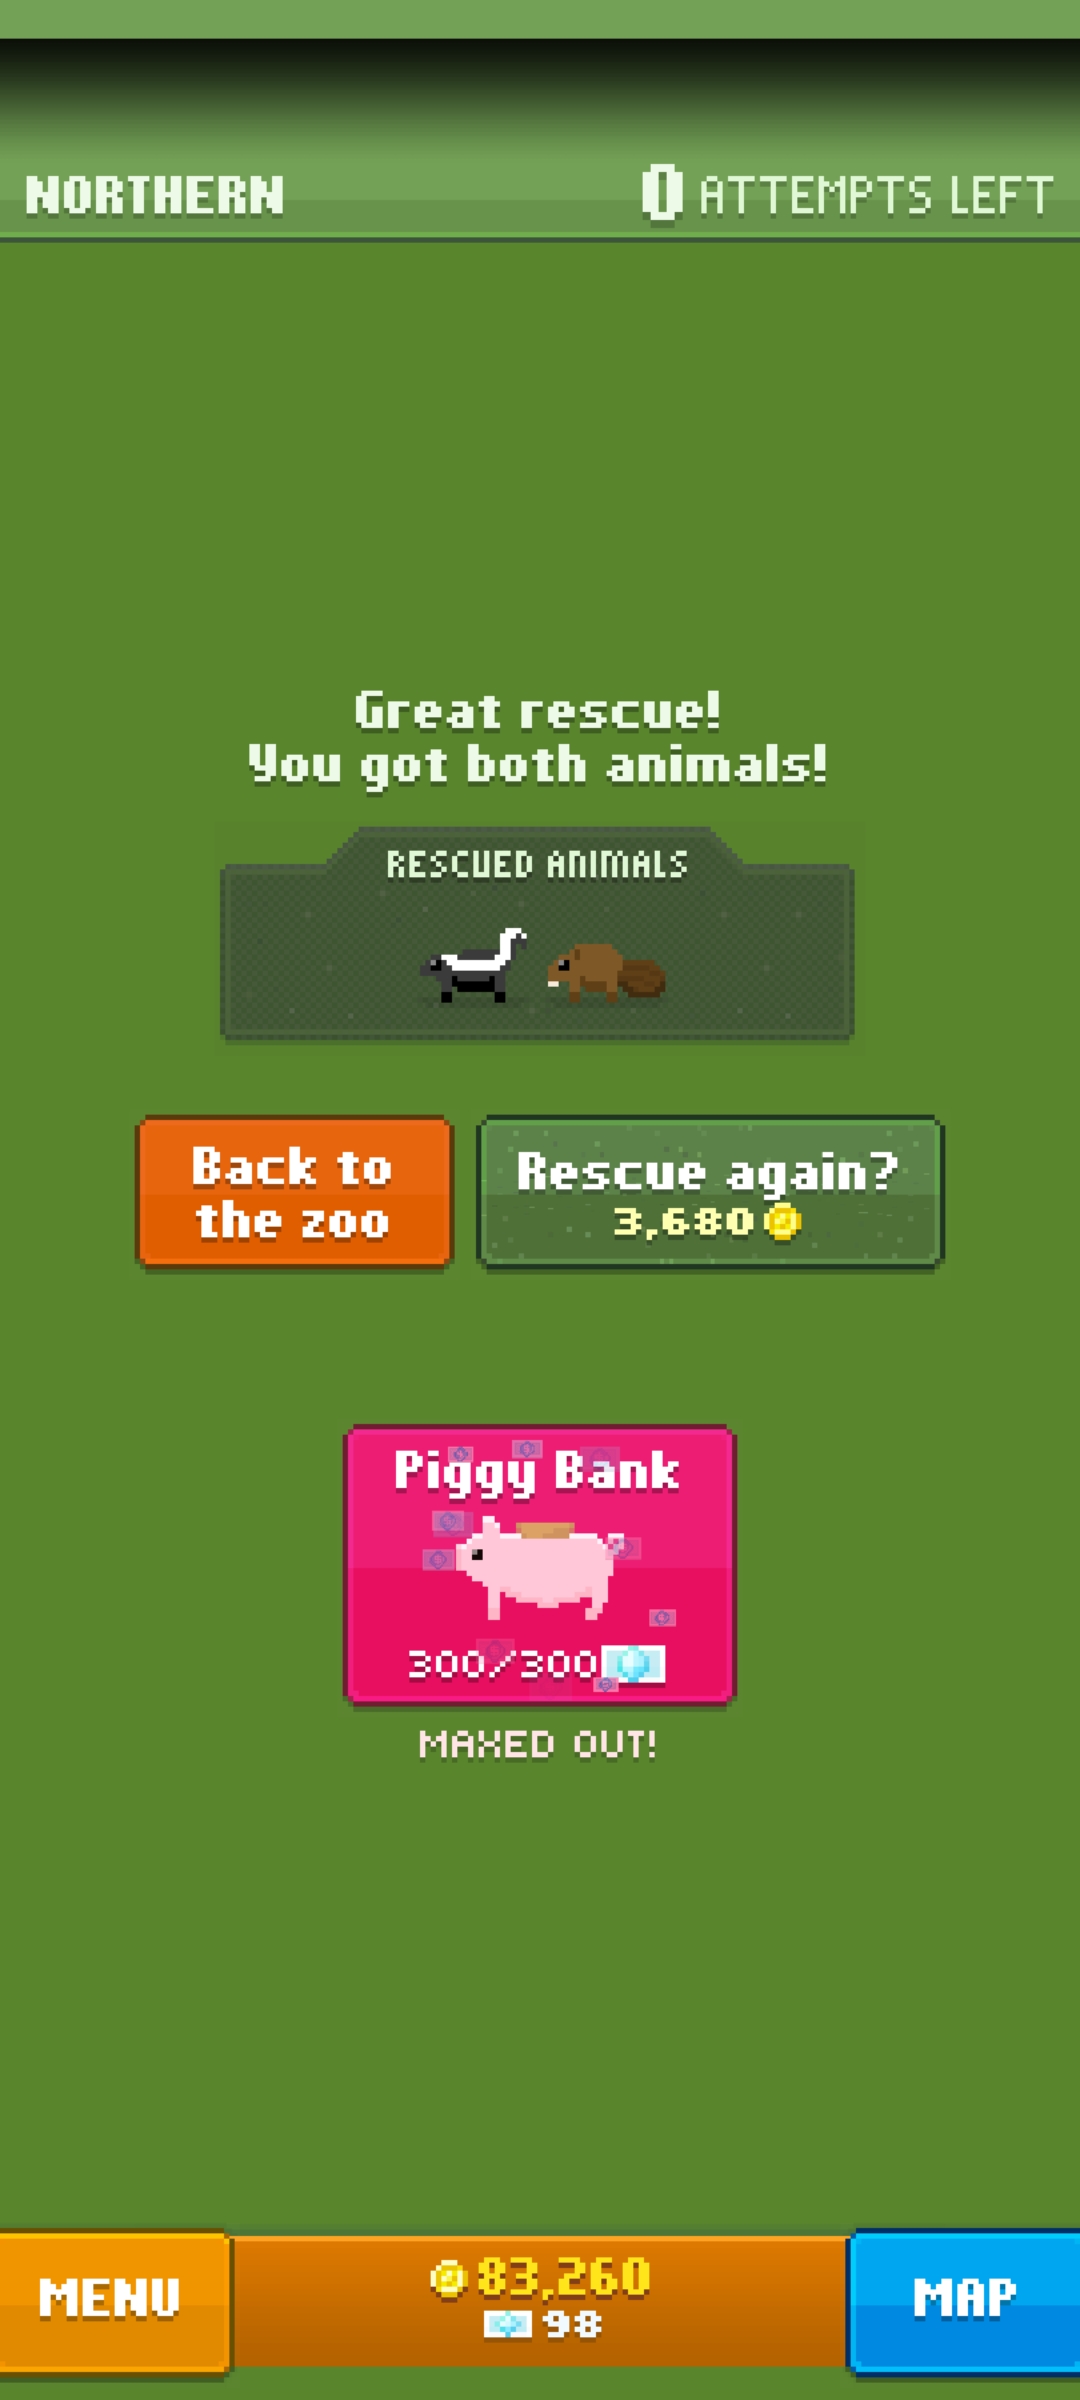 NORTHERN
0 ATTEMPTS LEFT
Great rescue!
You got both animals!
RESCUED ANIMALS
Back to
the zoo
Rescue again?
3,680
Piggy Bank
300/300
MAXED OUT!
MENU
83,260
98
MAP